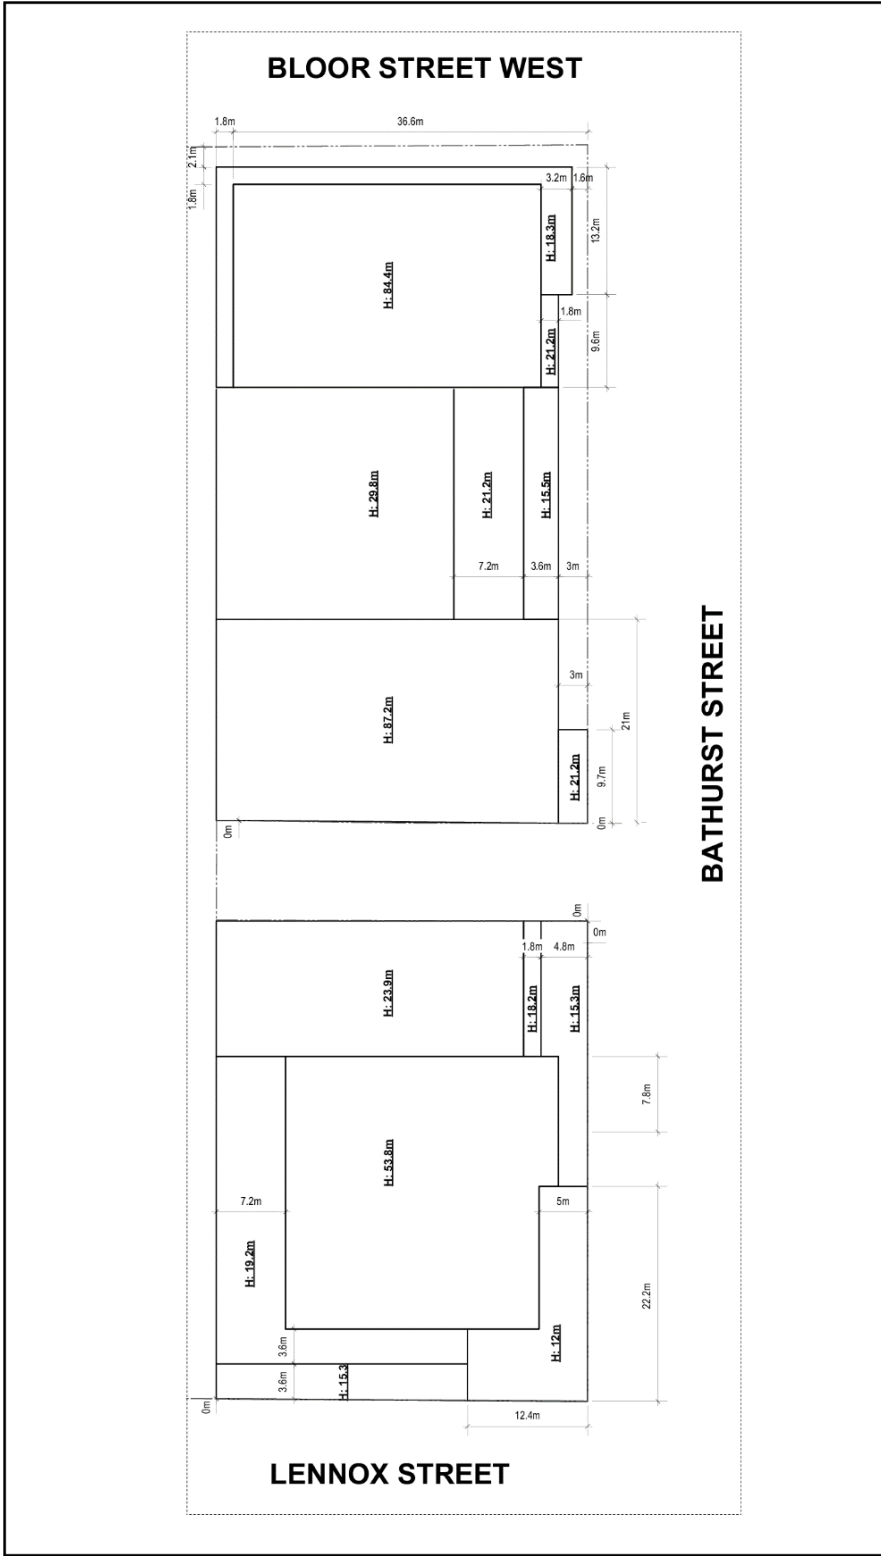 BLOOR STREET WEST
1.8m
36.6m
2.1m
1.8m
3.2m
1.6m
H: 18.3m
13.2m
H: 84.4m
1.8m
H: 21.2m
9.6m
H: 29.8m
H: 21.2m
H: 15.5m
7.2m
3.6m
3m
BATHURST STREET
3m
H: 87.2m
21m
H: 21.2m
9.7m
0m
0m
0m
0m
1.8m
4.8m
H: 23.9m
H: 18.2m
H: 15.3m
7.8m
H: 53.8m
7.2m
5m
H: 19.2m
22.2m
3.6m
H: 12m
3.6m
H: 15.3
0m
12.4m
LENNOX STREET